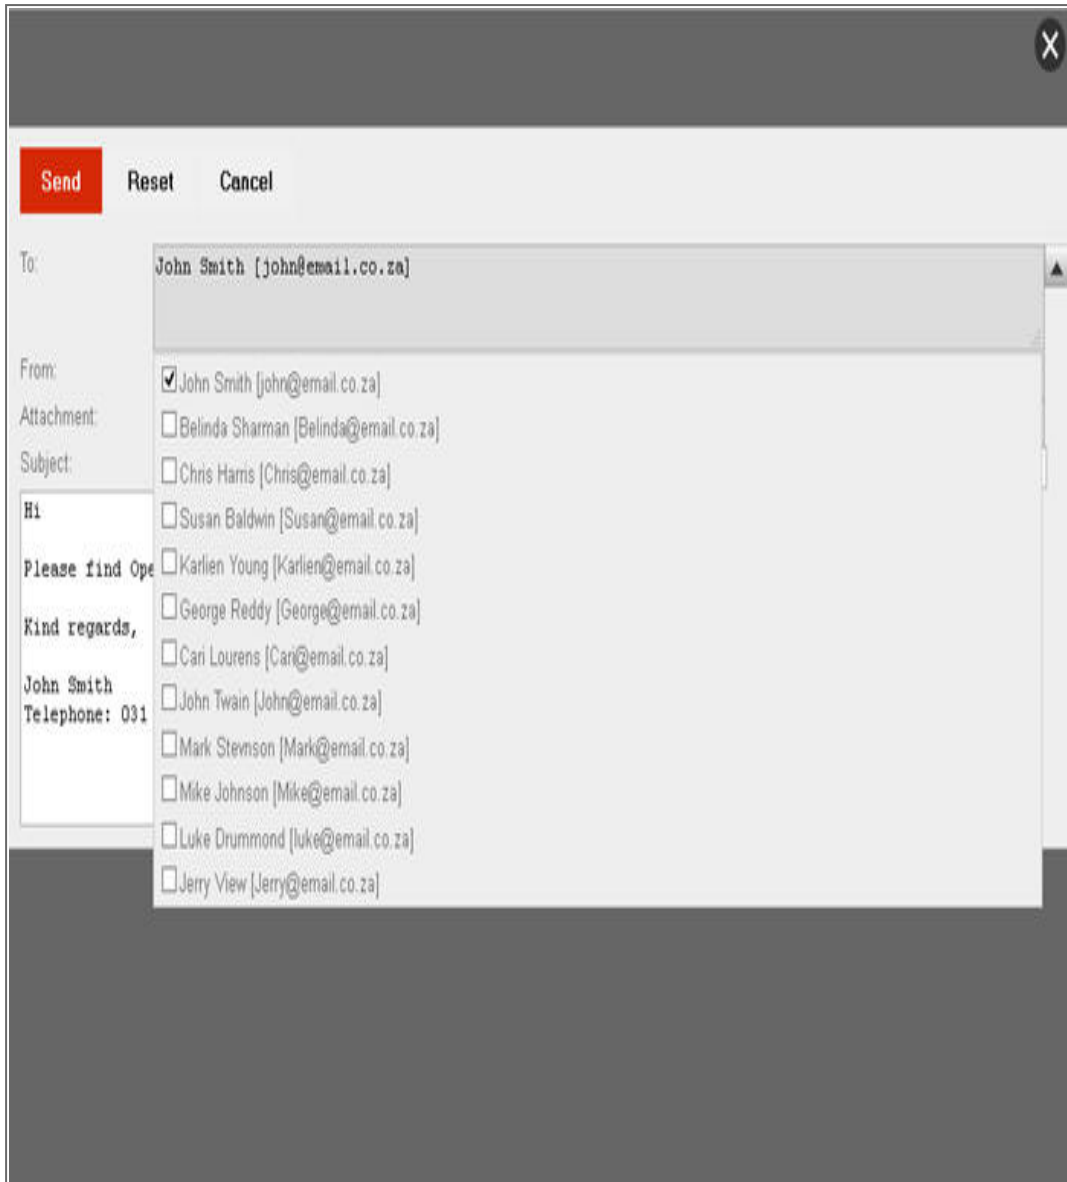 X
Send Reset Cancel
To: John Smith [john@email.co.za]
From:
Attachment:
Subject:
John Smith [john@email.co.za]
Belinda Sharman [Belinda@email.co.za]
Chris Harris [Chris@email.co.za]
Susan Baldwin [Susan@email.co.za]
Karlien Young [Karlien@email.co.za]
George Reddy [George@email.co.za]
Cari Lourens [Cari@email.co.za]
John Twain [John@email.co.za]
Mark Stevnson [Mark@email.co.za]
Mike Johnson [Mike@email.co.za]
Luke Drummond [luke@email.co.za]
Jerry View [Jerry@email.co.za]
Hi
Please find Ope
Kind regards,
John Smith
Telephone: 031